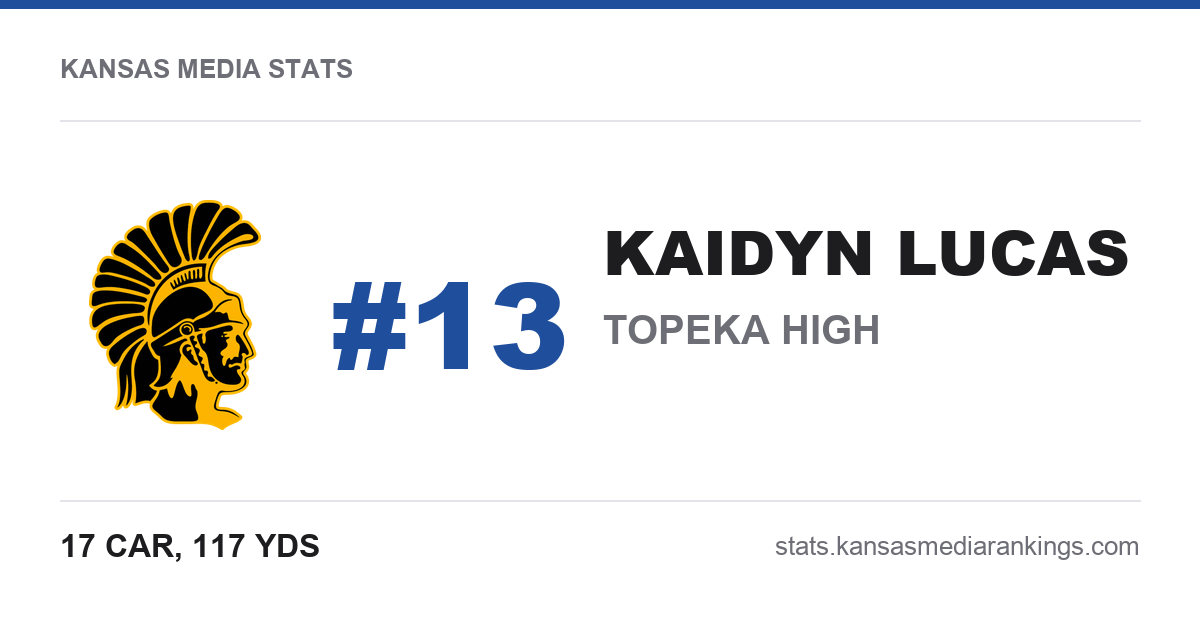 KANSAS MEDIA STATS
#13
KAIDYN LUCAS
TOPEKA HIGH
17 CAR, 117 YDS
stats.kansasmediarankings.com